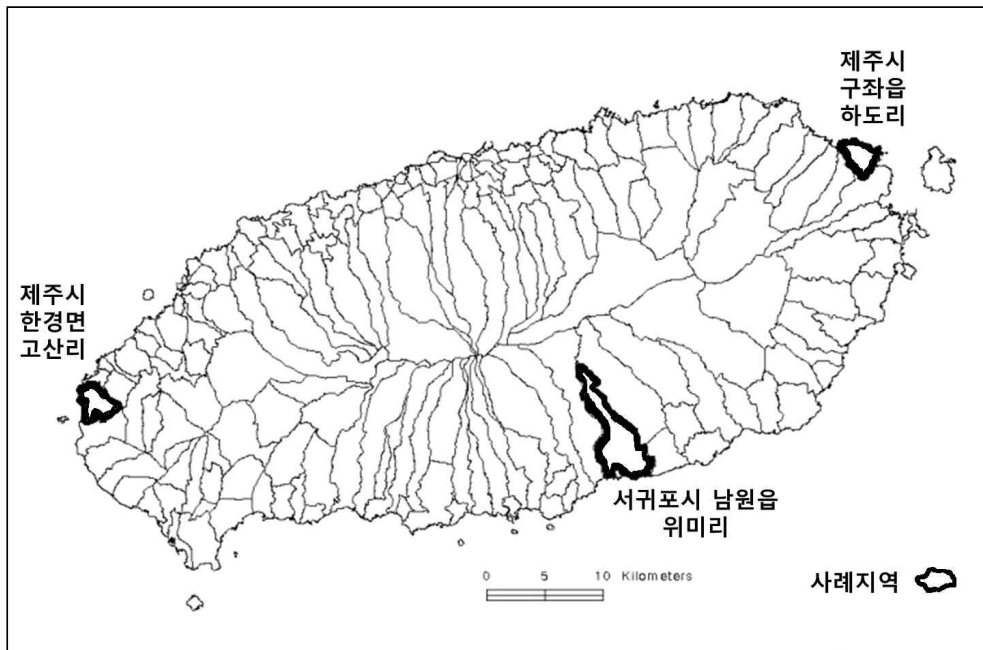 제주시
구좌읍
하도리
제주시
한경면
고산리
서귀포시 남원읍
위미리
0 5 10 Kilometers
사례지역